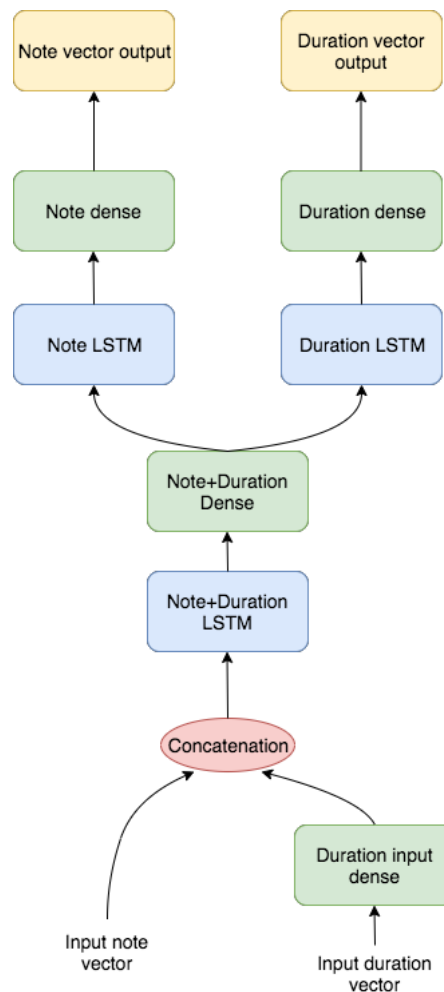 Note vector output
Duration vector
output
Note dense
Duration dense
Note LSTM
Duration LSTM
Note+Duration
Dense
Note+Duration
LSTM
Concatenation
Duration input
dense
Input note
vector
Input duration
vector